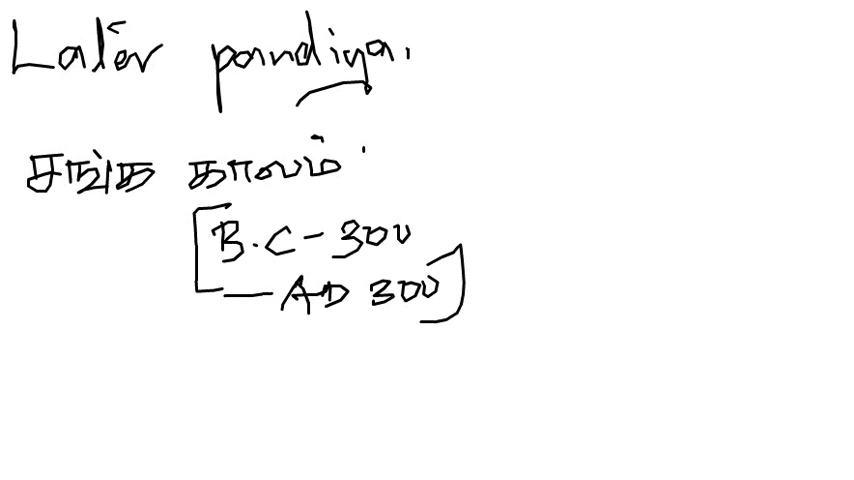 Later pandiya.
சங்க காலம்
[B.C - 300
— AD 300]